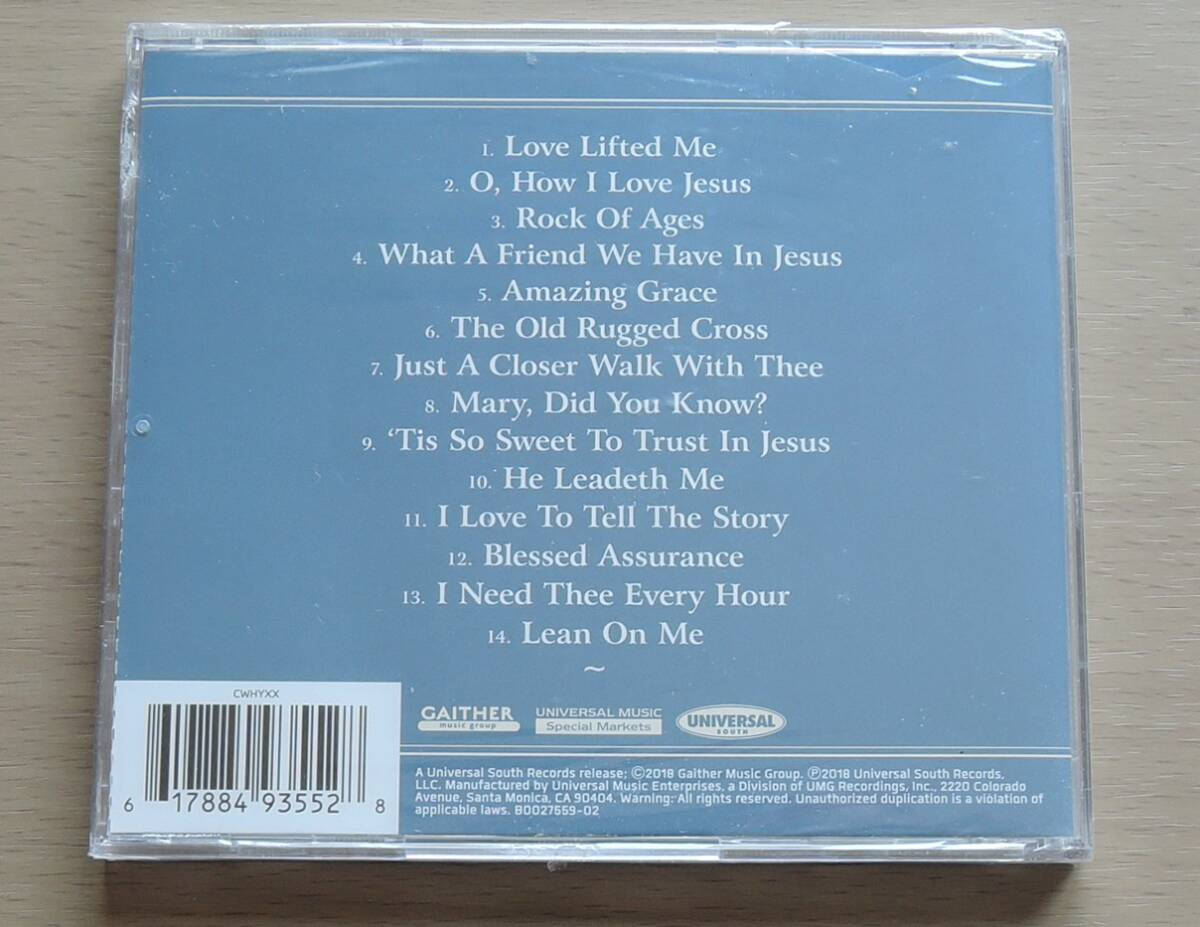 1. Love Lifted Me
2. O, How I Love Jesus
3. Rock Of Ages
4. What A Friend We Have In Jesus
5. Amazing Grace
6. The Old Rugged Cross
7. Just A Closer Walk With Thee
8. Mary, Did You Know?
9. ‘Tis So Sweet To Trust In Jesus
10. He Leadeth Me
11. I Love To Tell The Story
12. Blessed Assurance
13. I Need Thee Every Hour
14. Lean On Me
~
CWHYXX
6 17884 93552 8
GAITHER
music group
UNIVERSAL MUSIC
Special Markets
UNIVERSAL
SOUTH
A Universal South Records release; ©2018 Gaither Music Group. ℗2018 Universal South Records,
LLC. Manufactured by Universal Music Enterprises, a Division of UMG Recordings, Inc., 2220 Colorado
Avenue, Santa Monica, CA 90404. Warning: All rights reserved. Unauthorized duplication is a violation of
applicable laws. B0027559-02